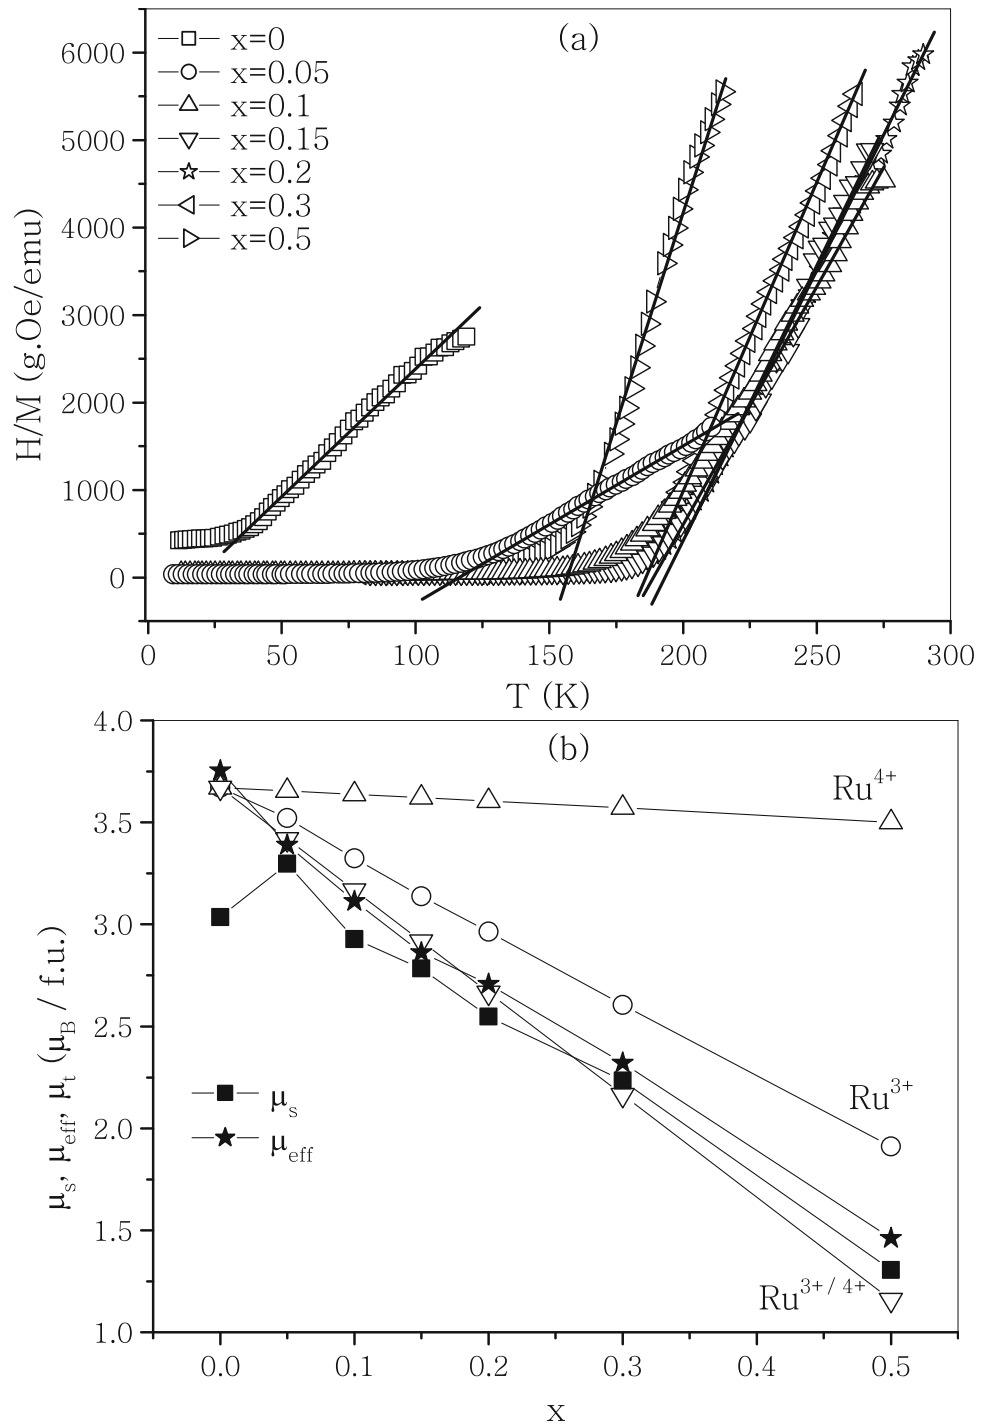 (a)
x=0
x=0.05
x=0.1
x=0.15
x=0.2
x=0.3
x=0.5
H/M (g.Oe/emu)
6000
5000
4000
3000
2000
1000
0
0 50 100 150 200 250 300
T (K)
(b)
4.0
3.5
3.0
2.5
2.0
1.5
1.0
μs, μeff, μt (μB / f.u.)
Ru4+
Ru3+
Ru3+/4+
μs
μeff
0.0 0.1 0.2 0.3 0.4 0.5
x